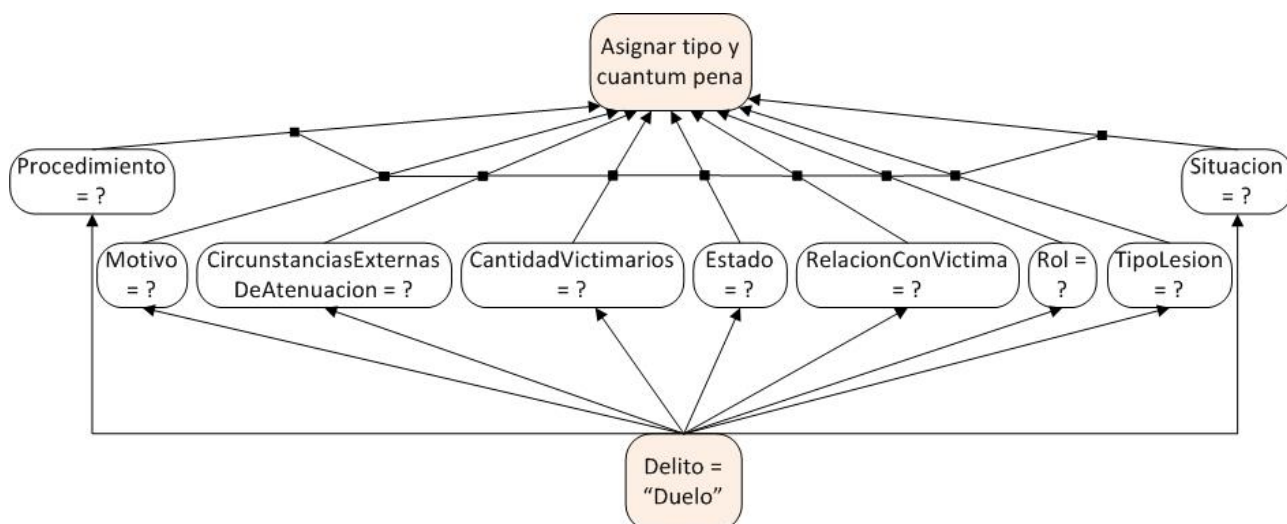 Asignar tipo y
cuantum pena
Procedimiento
= ?
Situacion
= ?
Motivo
= ?
CircunstanciasExternas
DeAtenuacion = ?
CantidadVictimarios
= ?
Estado
= ?
RelacionConVictima
= ?
Rol =
?
TipoLesion
= ?
Delito =
“Duelo”